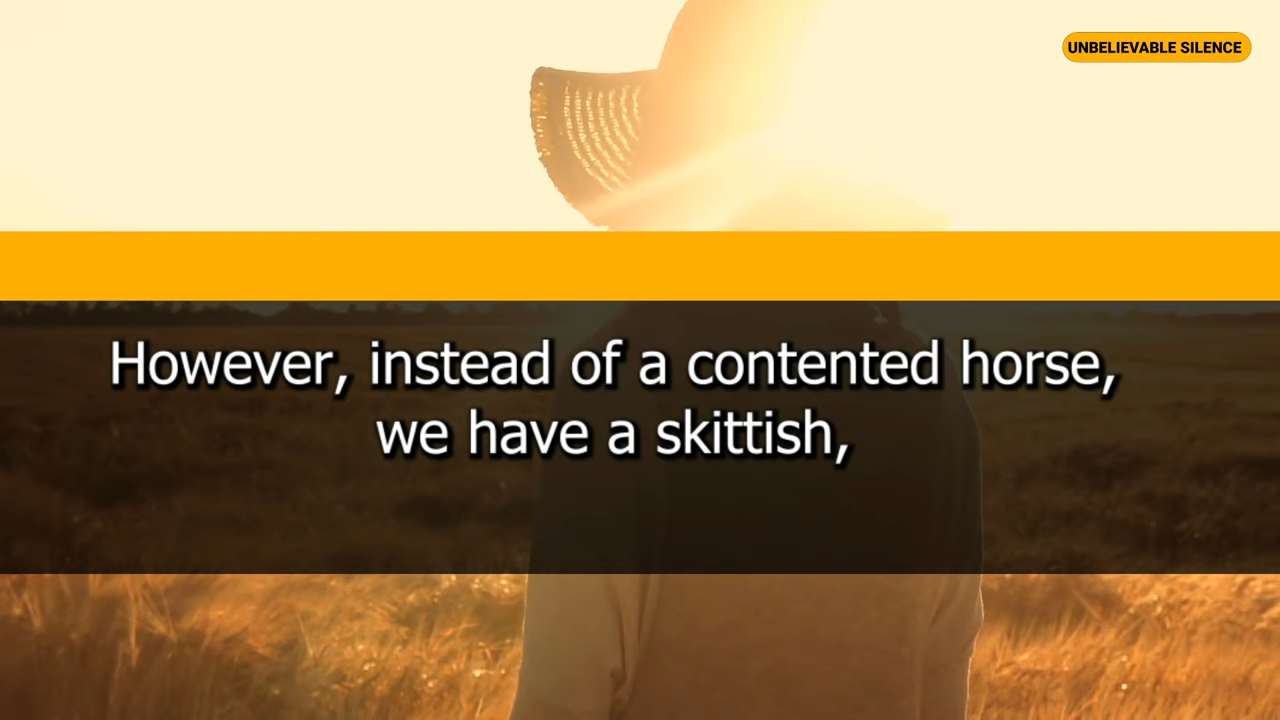 UNBELIEVABLE SILENCE
However, instead of a contented horse,
we have a skittish,